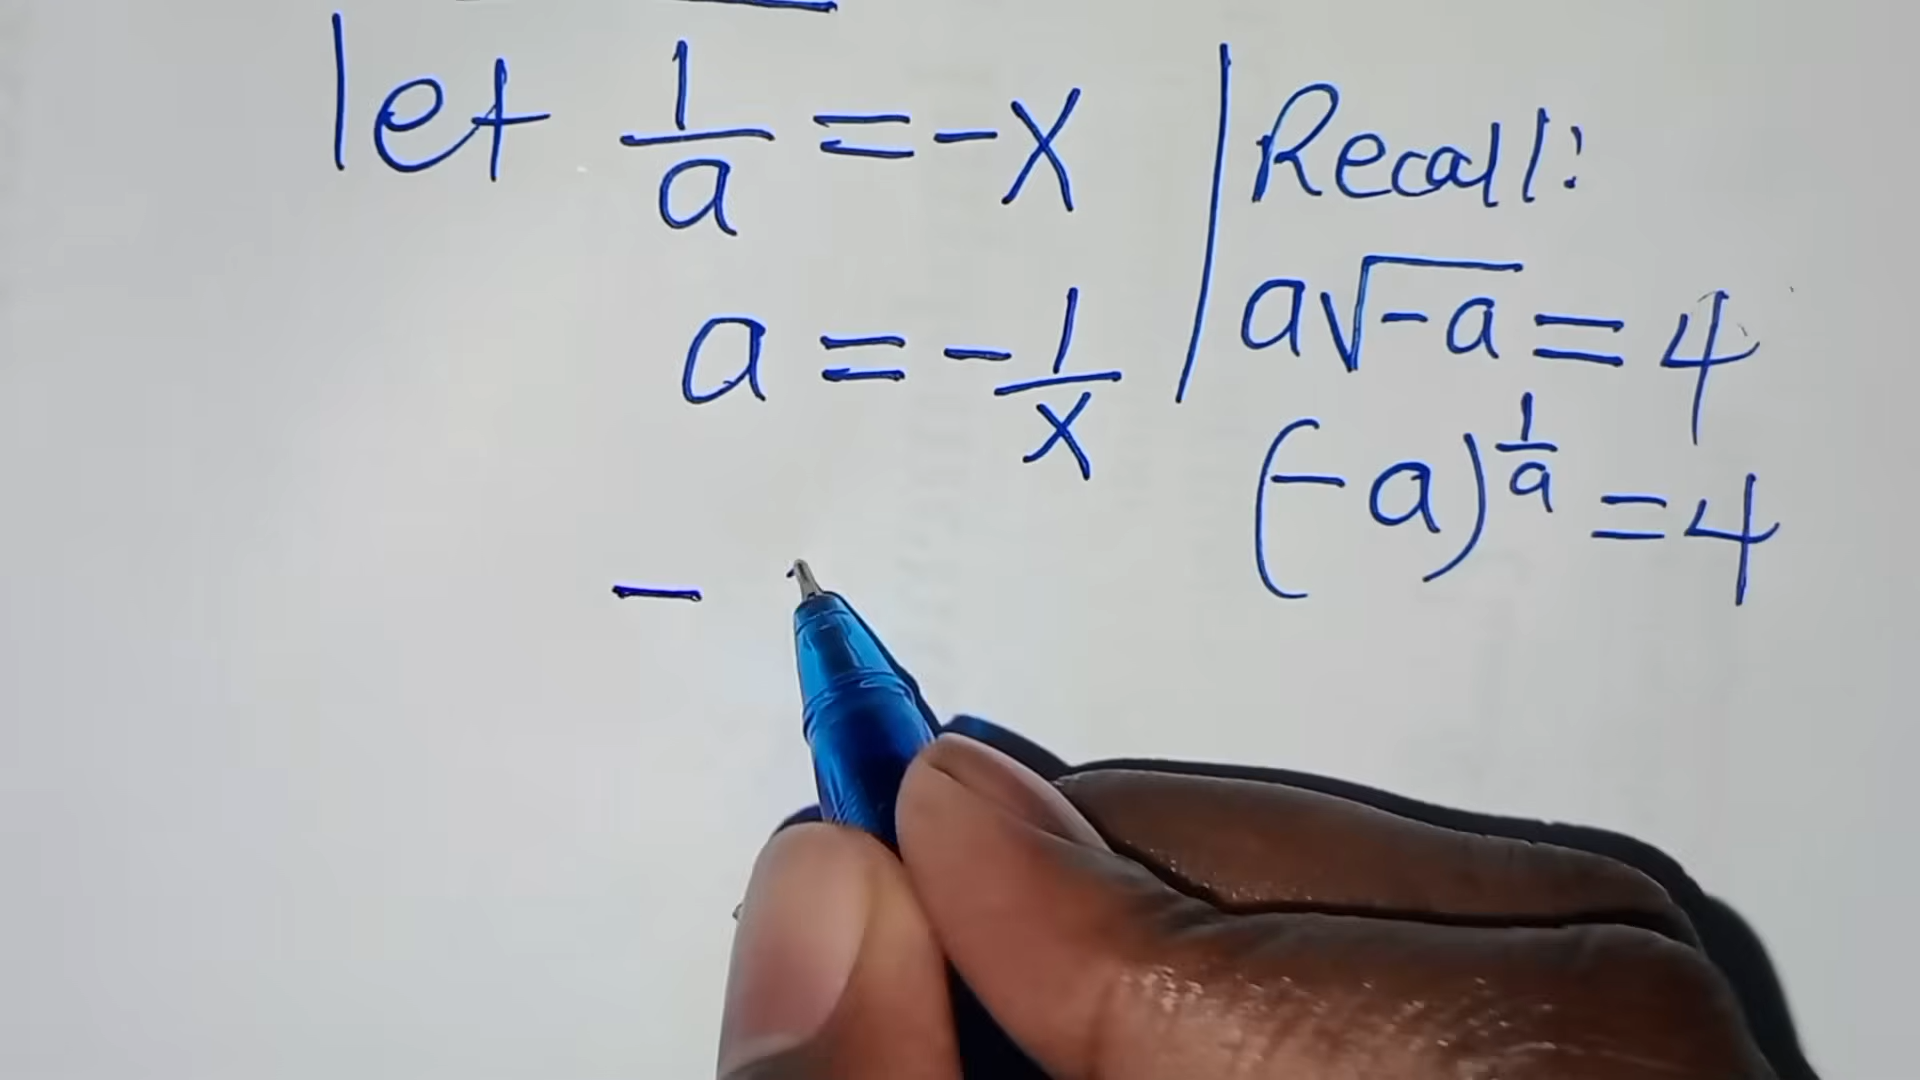 let 1/a = -x
a = -1/x
-
Recall:
a√-a = 4
(-a)^1/a = 4